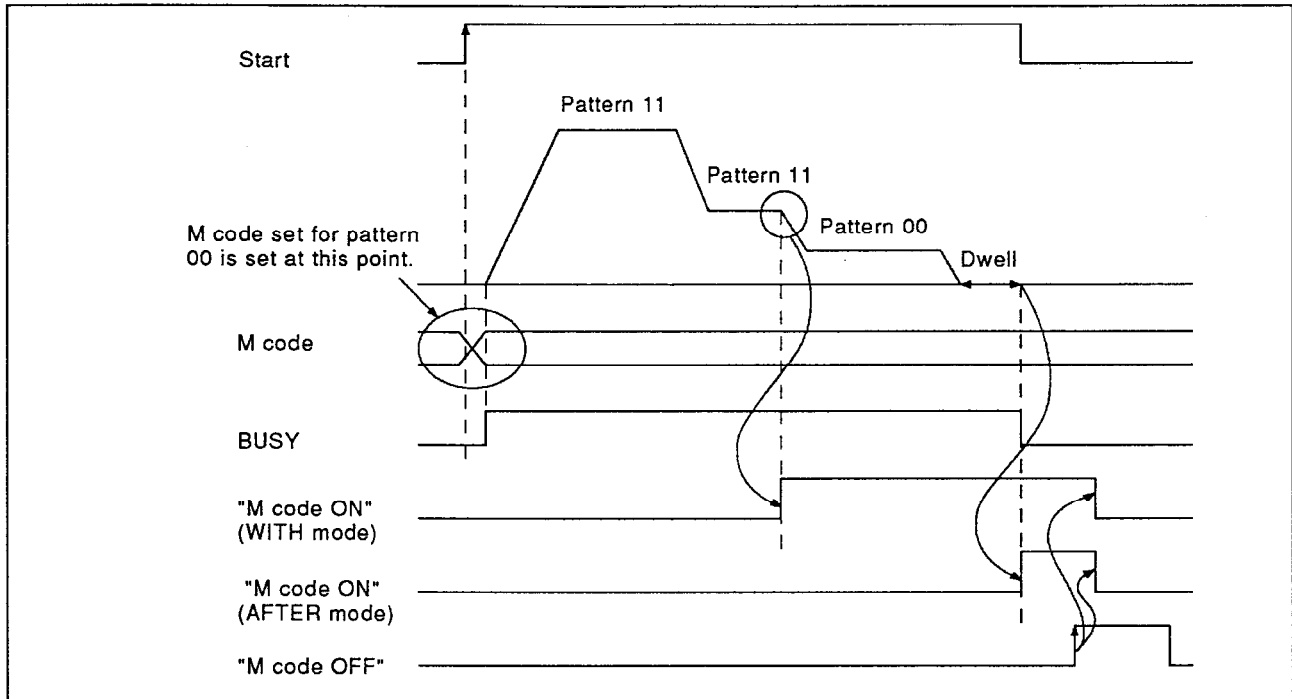 Start
Pattern 11
Pattern 11
Pattern 00
M code set for pattern
00 is set at this point.
Dwell
M code
BUSY
"M code ON"
(WITH mode)
"M code ON"
(AFTER mode)
"M code OFF"